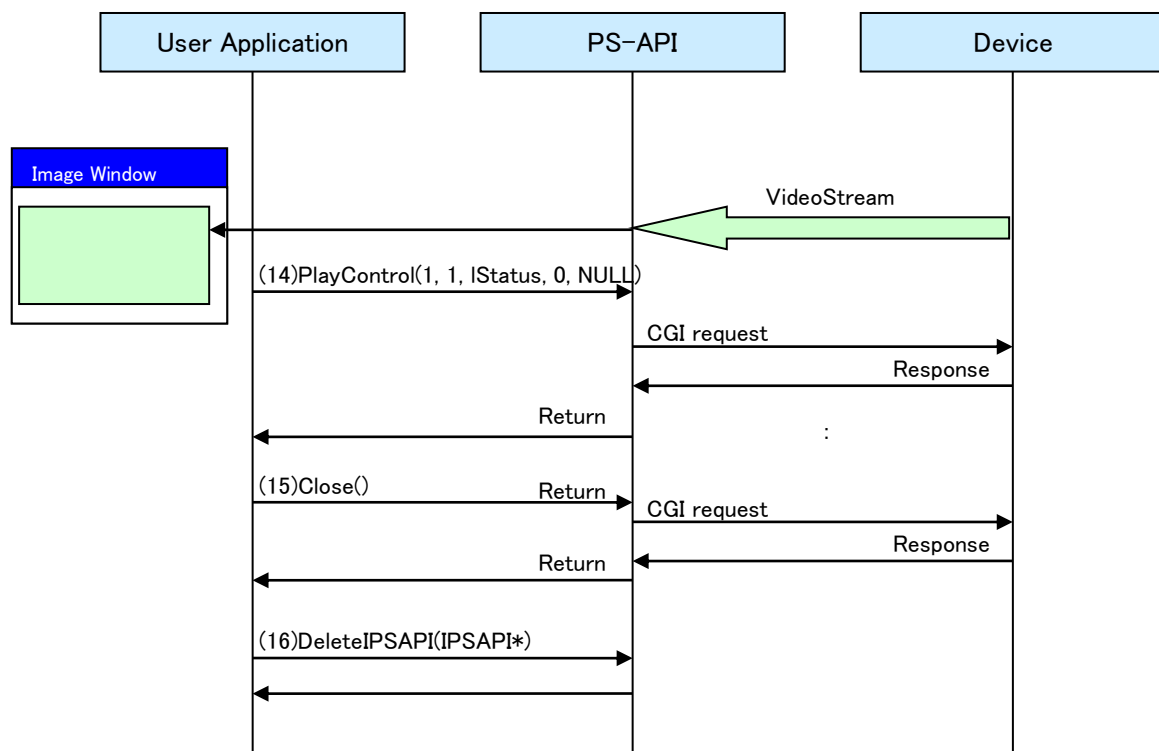 User Application
PS-API
Device
Image Window
VideoStream
(14)PlayControl(1, 1, lStatus, 0, NULL)
CGI request
Response
Return
:
(15)Close()
Return
CGI request
Response
Return
(16)DeleteIPSAPI(IPSAPI*)